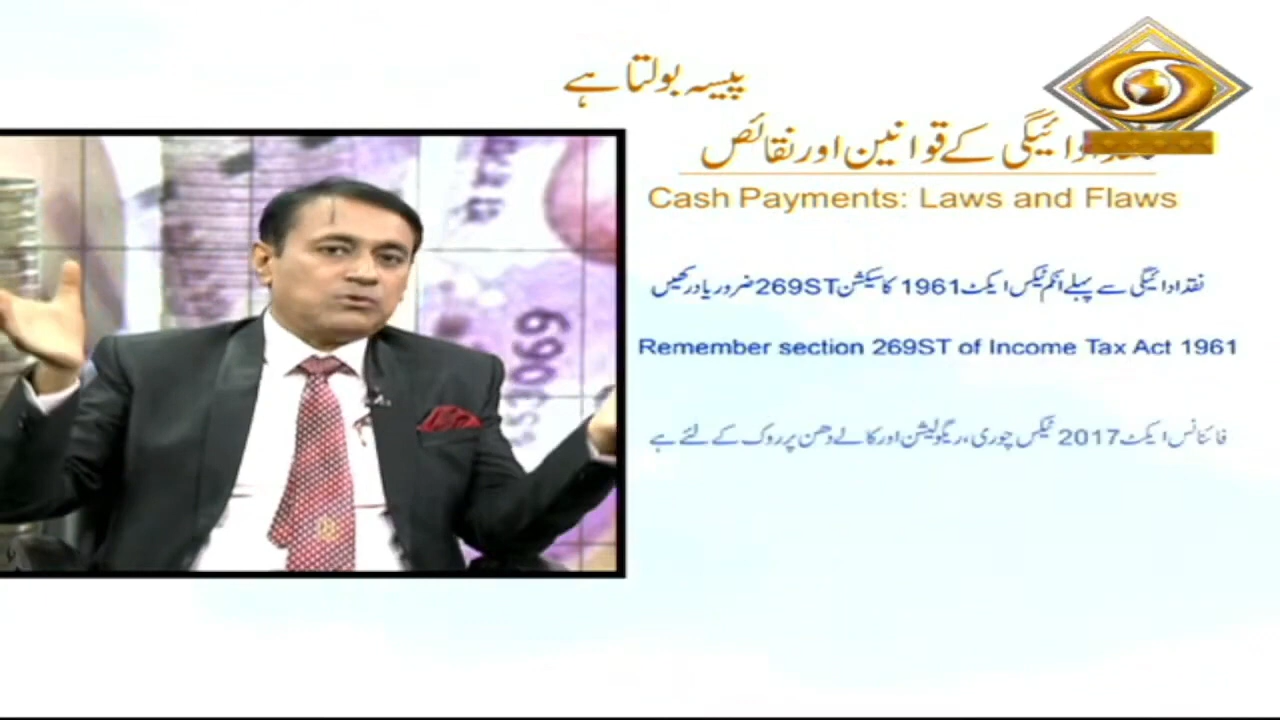 پیسہ بولتا ہے
ادائیگی کے قوانین اور نقائص
Cash Payments: Laws and Flaws
نقد ادائیگی سے پہلے انکم ٹیکس ایکٹ 1961 کا سیکشن 269ST ضرور یاد رکھیں
Remember section 269ST of Income Tax Act 1961
فائنانس ایکٹ 2017 ٹیکس چوری، ریگولیشن اور کالے دھن پر روک کے لئے ہے